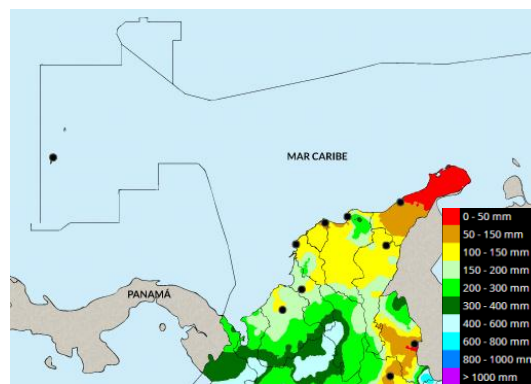 MAR CARIBE
PANAMÁ
0 - 50 mm
50 - 150 mm
100 - 150 mm
150 - 200 mm
200 - 300 mm
300 - 400 mm
400 - 600 mm
600 - 800 mm
800 - 1000 mm
> 1000 mm